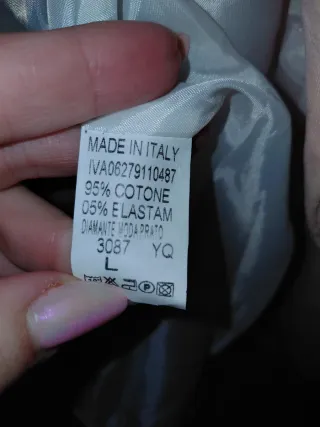 MADE IN ITALY
IVA06279110487
95% COTONE
05% ELASTAM
DIAMANTE MODA PRATO
3087 YQ
L